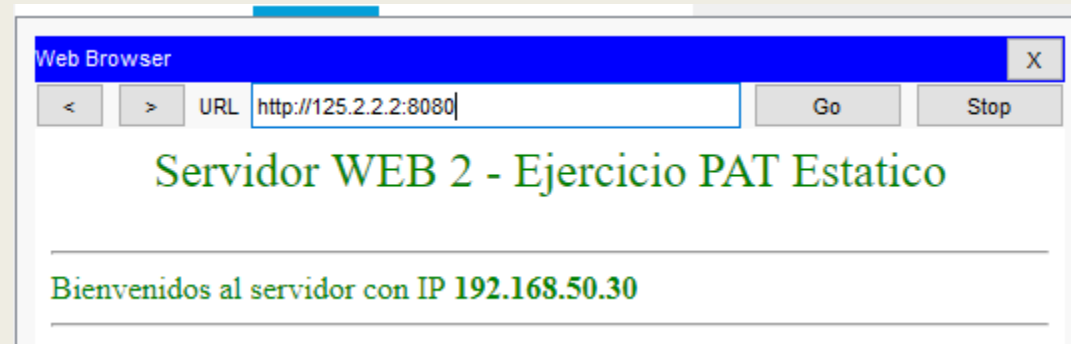 Web Browser X
< > URL http://125.2.2.2:8080 Go Stop
Servidor WEB 2 - Ejercicio PAT Estatico
Bienvenidos al servidor con IP 192.168.50.30